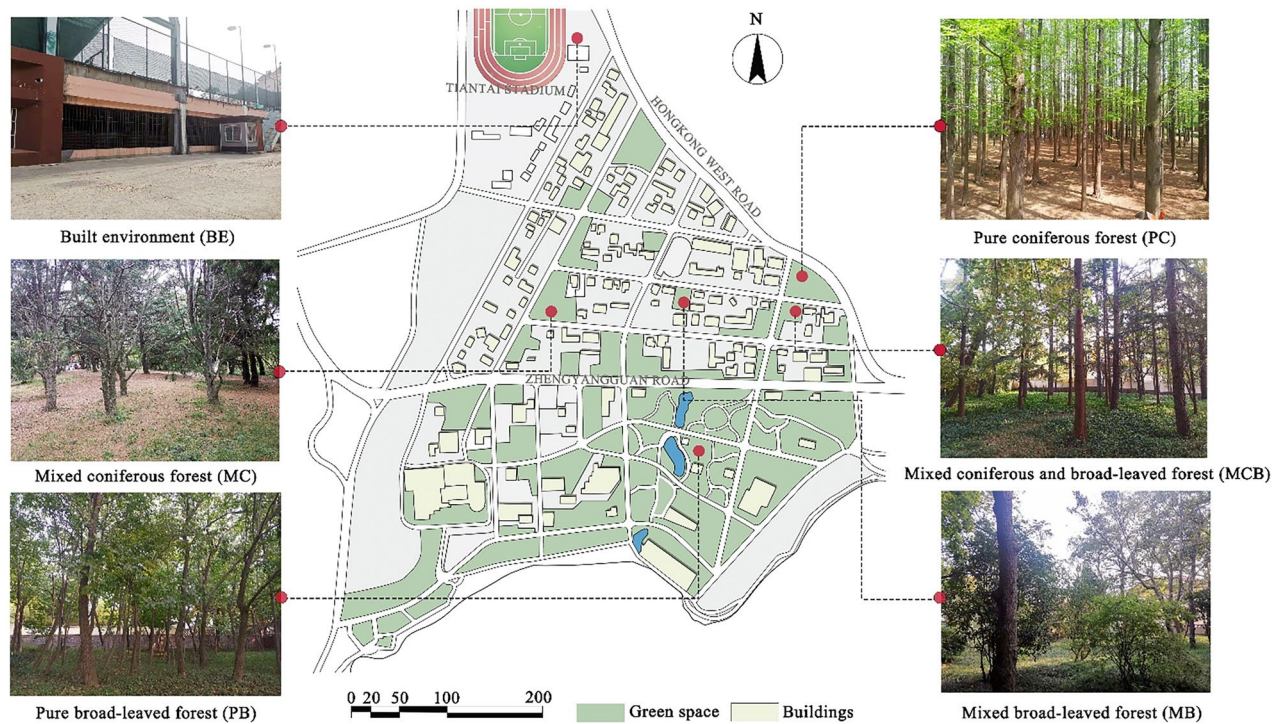 N
TIANTAI STADIUM
HONGKONG WEST ROAD
Built environment (BE)
Pure coniferous forest (PC)
ZHENGYANGGUAN ROAD
Mixed coniferous forest (MC)
Mixed coniferous and broad-leaved forest (MCB)
Pure broad-leaved forest (PB)
0 20 50 100 200
Green space
Buildings
Mixed broad-leaved forest (MB)